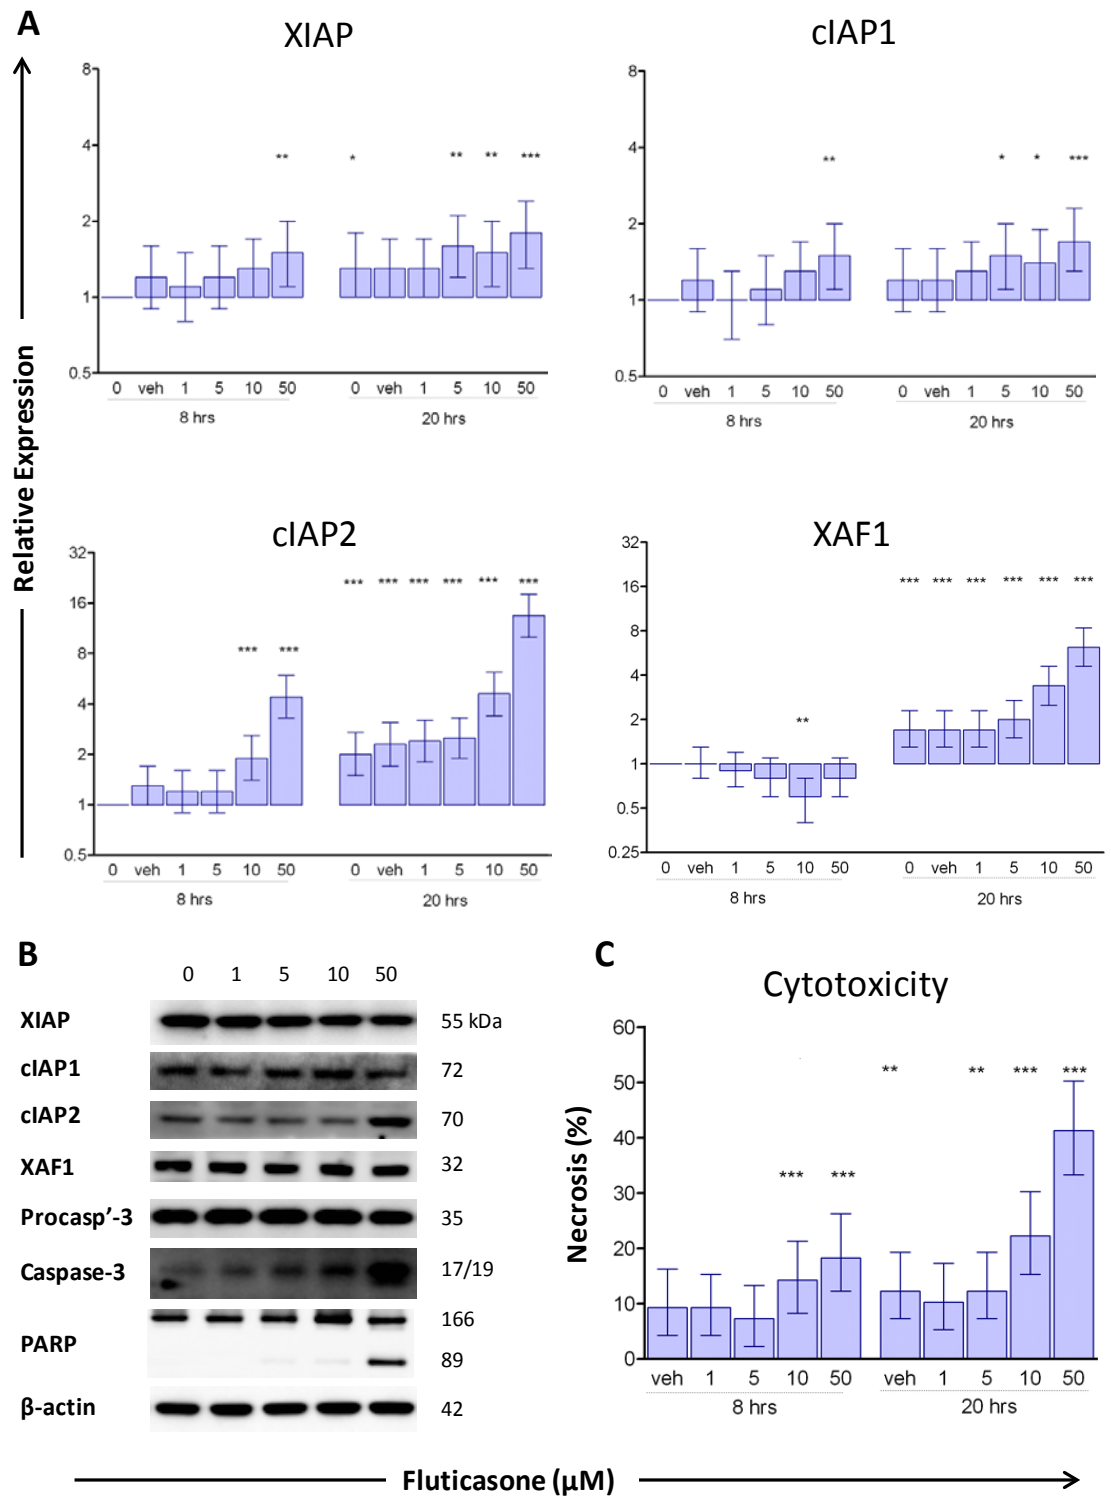 A
XIAP
cIAP1
Relative Expression
8
4
2
1
0.5
** * ** ** ***
0 veh 1 5 10 50 0 veh 1 5 10 50
8 hrs 20 hrs
8
4
2
1
0.5
** * * ***
0 veh 1 5 10 50 0 veh 1 5 10 50
8 hrs 20 hrs
cIAP2
XAF1
32
16
8
4
2
1
0.5
*** *** *** *** *** *** *** ***
0 veh 1 5 10 50 0 veh 1 5 10 50
8 hrs 20 hrs
32
16
8
4
2
1
0.5
0.25
** *** *** *** *** *** ***
0 veh 1 5 10 50 0 veh 1 5 10 50
8 hrs 20 hrs
B
0 1 5 10 50
XIAP 55 kDa
cIAP1 72
cIAP2 70
XAF1 32
Procasp’-3 35
Caspase-3 17/19
PARP 166
89
β-actin 42
C
Cytotoxicity
Necrosis (%)
60
50
40
30
20
10
0
*** *** ** ** *** ***
veh 1 5 10 50 veh 1 5 10 50
8 hrs 20 hrs
Fluticasone (µM)